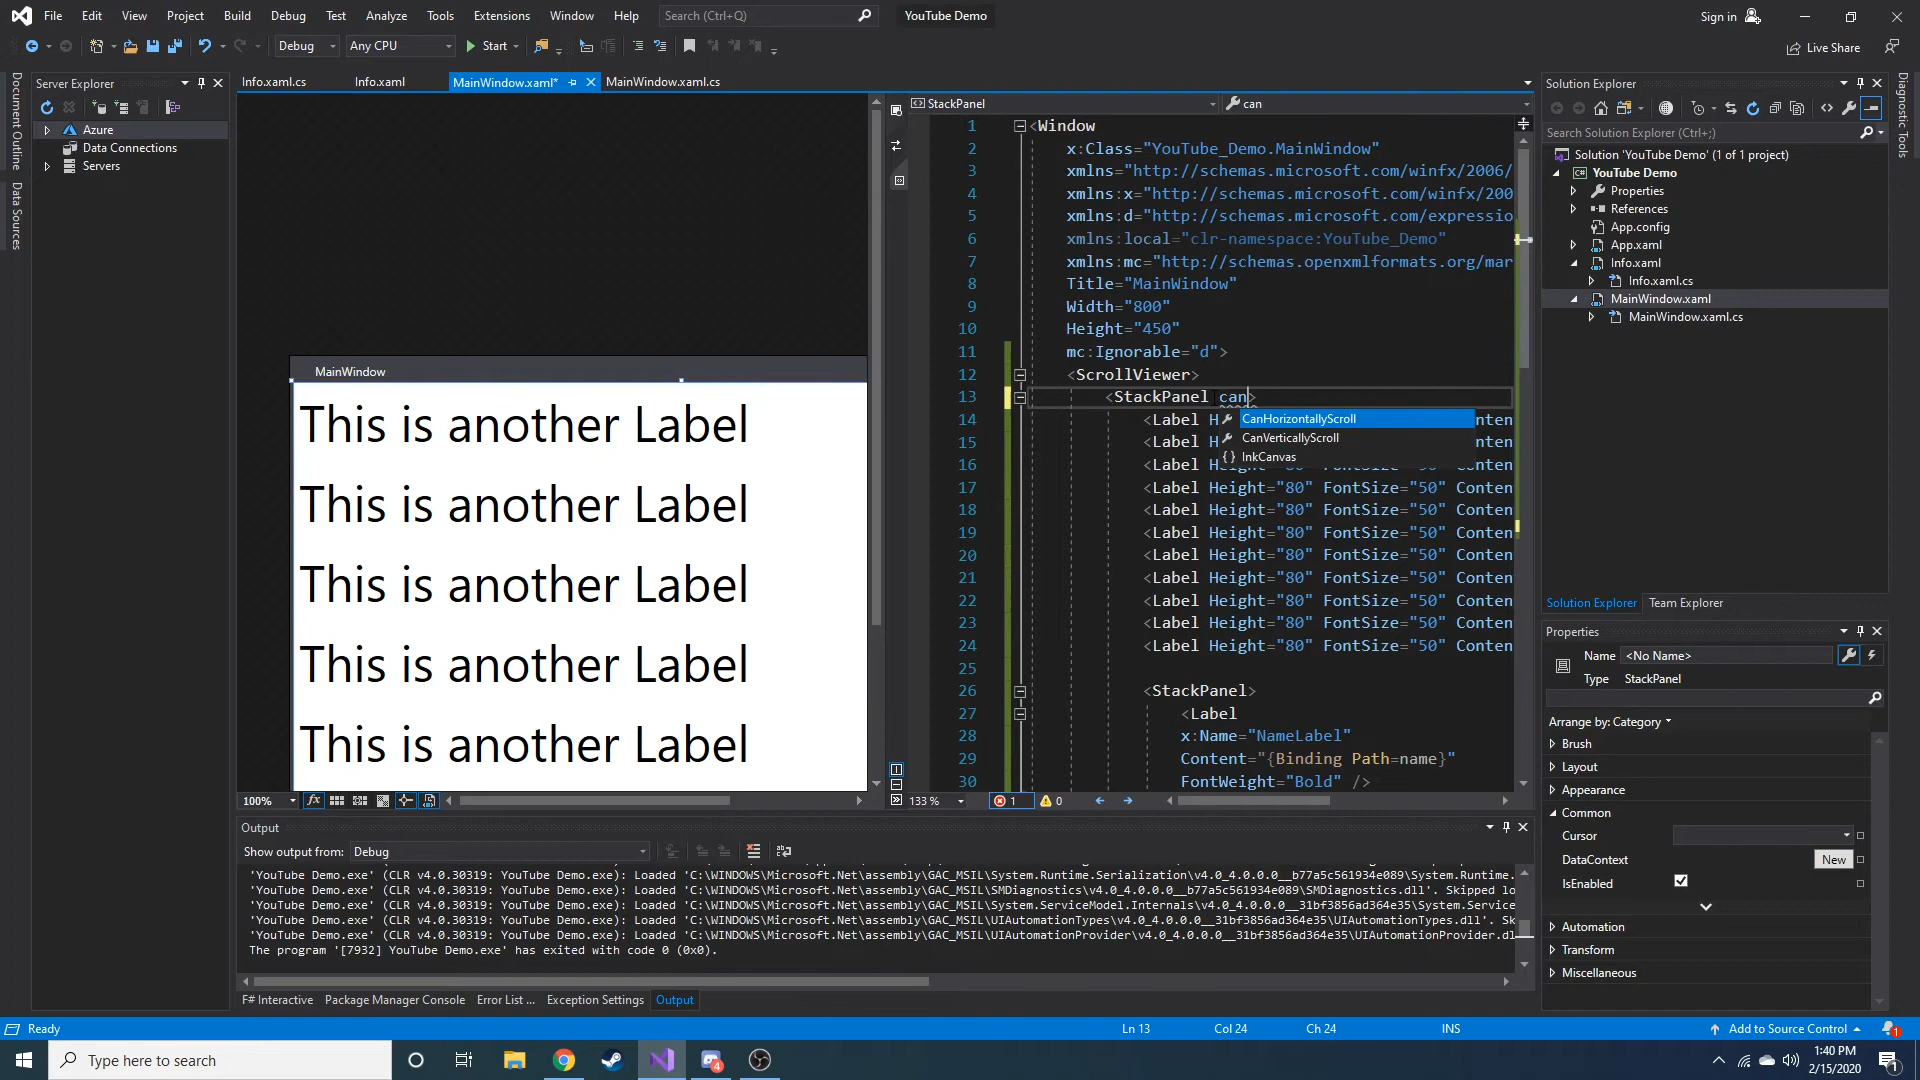 File Edit View Project Build Debug Test Analyze Tools Extensions Window Help Search (Ctrl+Q) YouTube Demo Sign in
Debug Any CPU Start Live Share
Document Outline
Data Sources
Server Explorer
Azure
Data Connections
Servers
Info.xaml.cs Info.xaml MainWindow.xaml* MainWindow.xaml.cs
MainWindow
This is another Label
This is another Label
This is another Label
This is another Label
This is another Label
100%
StackPanel can
1 <Window
2 x:Class="YouTube_Demo.MainWindow"
3 xmlns="http://schemas.microsoft.com/winfx/2006/
4 xmlns:x="http://schemas.microsoft.com/winfx/200
5 xmlns:d="http://schemas.microsoft.com/expressio
6 xmlns:local="clr-namespace:YouTube_Demo"
7 xmlns:mc="http://schemas.openxmlformats.org/mar
8 Title="MainWindow"
9 Width="800"
10 Height="450"
11 mc:Ignorable="d">
12 <ScrollViewer>
13 <StackPanel can>
14 <Label H nten
15 <Label H nten
16 <Label Height="80" FontSize="50" Conten
17 <Label Height="80" FontSize="50" Conten
18 <Label Height="80" FontSize="50" Conten
19 <Label Height="80" FontSize="50" Conten
20 <Label Height="80" FontSize="50" Conten
21 <Label Height="80" FontSize="50" Conten
22 <Label Height="80" FontSize="50" Conten
23 <Label Height="80" FontSize="50" Conten
24 <Label Height="80" FontSize="50" Conten
25
26 <StackPanel>
27 <Label
28 x:Name="NameLabel"
29 Content="{Binding Path=name}"
30 FontWeight="Bold" />
CanHorizontallyScroll
CanVerticallyScroll
{} InkCanvas
133 % 1 0
Output
Show output from: Debug
'YouTube Demo.exe' (CLR v4.0.30319: YouTube Demo.exe): Loaded 'C:\WINDOWS\Microsoft.Net\assembly\GAC_MSIL\System.Runtime.Serialization\v4.0_4.0.0.0__b77a5c561934e089\System.Runtime.
'YouTube Demo.exe' (CLR v4.0.30319: YouTube Demo.exe): Loaded 'C:\WINDOWS\Microsoft.Net\assembly\GAC_MSIL\SMDiagnostics\v4.0_4.0.0.0__b77a5c561934e089\SMDiagnostics.dll'. Skipped lo
'YouTube Demo.exe' (CLR v4.0.30319: YouTube Demo.exe): Loaded 'C:\WINDOWS\Microsoft.Net\assembly\GAC_MSIL\System.ServiceModel.Internals\v4.0_4.0.0.0__31bf3856ad364e35\System.Service
'YouTube Demo.exe' (CLR v4.0.30319: YouTube Demo.exe): Loaded 'C:\WINDOWS\Microsoft.Net\assembly\GAC_MSIL\UIAutomationTypes\v4.0_4.0.0.0__31bf3856ad364e35\UIAutomationTypes.dll'. Sk
'YouTube Demo.exe' (CLR v4.0.30319: YouTube Demo.exe): Loaded 'C:\WINDOWS\Microsoft.Net\assembly\GAC_MSIL\UIAutomationProvider\v4.0_4.0.0.0__31bf3856ad364e35\UIAutomationProvider.dl
The program '[7932] YouTube Demo.exe' has exited with code 0 (0x0).
F# Interactive Package Manager Console Error List ... Exception Settings Output
Solution Explorer
Search Solution Explorer (Ctrl+;)
Solution 'YouTube Demo' (1 of 1 project)
YouTube Demo
Properties
References
App.config
App.xaml
Info.xaml
Info.xaml.cs
MainWindow.xaml
MainWindow.xaml.cs
Solution Explorer Team Explorer
Properties
Name <No Name>
Type StackPanel
Arrange by: Category
Brush
Layout
Appearance
Common
Cursor
DataContext New
IsEnabled
Automation
Transform
Miscellaneous
Diagnostic Tools
Ready Ln 13 Col 24 Ch 24 INS Add to Source Control 1
Type here to search 4 1:40 PM
2/15/2020 1